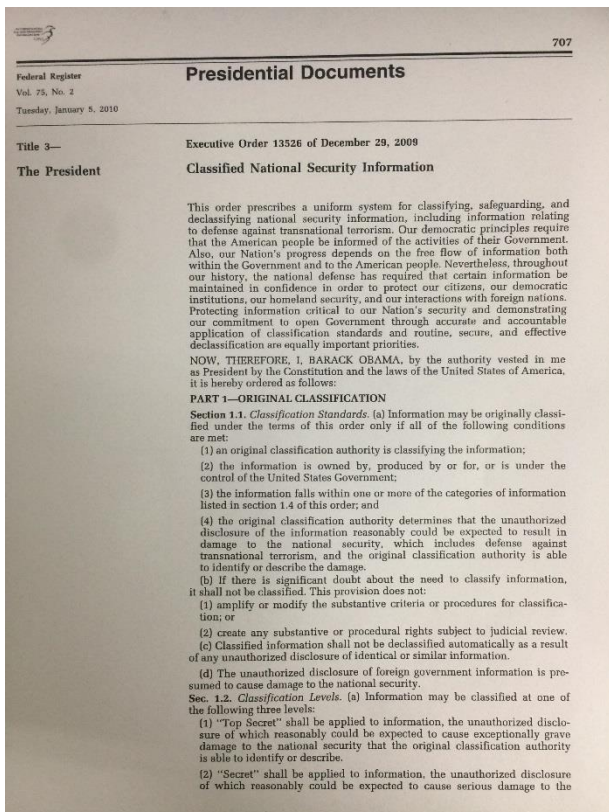 707
Federal Register
Vol. 75, No. 2
Tuesday, January 5, 2010
Presidential Documents
Title 3—
The President
Executive Order 13526 of December 29, 2009
Classified National Security Information
This order prescribes a uniform system for classifying, safeguarding, and
declassifying national security information, including information relating
to defense against transnational terrorism. Our democratic principles require
that the American people be informed of the activities of their Government.
Also, our Nation's progress depends on the free flow of information both
within the Government and to the American people. Nevertheless, throughout
our history, the national defense has required that certain information be
maintained in confidence in order to protect our citizens, our democratic
institutions, our homeland security, and our interactions with foreign nations.
Protecting information critical to our Nation's security and demonstrating
our commitment to open Government through accurate and accountable
application of classification standards and routine, secure, and effective
declassification are equally important priorities.
NOW, THEREFORE, I, BARACK OBAMA, by the authority vested in me
as President by the Constitution and the laws of the United States of America,
it is hereby ordered as follows:
PART 1—ORIGINAL CLASSIFICATION
Section 1.1. Classification Standards. (a) Information may be originally classi-
fied under the terms of this order only if all of the following conditions
are met:
(1) an original classification authority is classifying the information;
(2) the information is owned by, produced by or for, or is under the
control of the United States Government;
(3) the information falls within one or more of the categories of information
listed in section 1.4 of this order; and
(4) the original classification authority determines that the unauthorized
disclosure of the information reasonably could be expected to result in
damage to the national security, which includes defense against
transnational terrorism, and the original classification authority is able
to identify or describe the damage.
(b) If there is significant doubt about the need to classify information,
it shall not be classified. This provision does not:
(1) amplify or modify the substantive criteria or procedures for classifica-
tion; or
(2) create any substantive or procedural rights subject to judicial review.
(c) Classified information shall not be declassified automatically as a result
of any unauthorized disclosure of identical or similar information.
(d) The unauthorized disclosure of foreign government information is pre-
sumed to cause damage to the national security.
Sec. 1.2. Classification Levels. (a) Information may be classified at one of
the following three levels:
(1) "Top Secret" shall be applied to information, the unauthorized disclo-
sure of which reasonably could be expected to cause exceptionally grave
damage to the national security that the original classification authority
is able to identify or describe.
(2) "Secret" shall be applied to information, the unauthorized disclosure
of which reasonably could be expected to cause serious damage to the